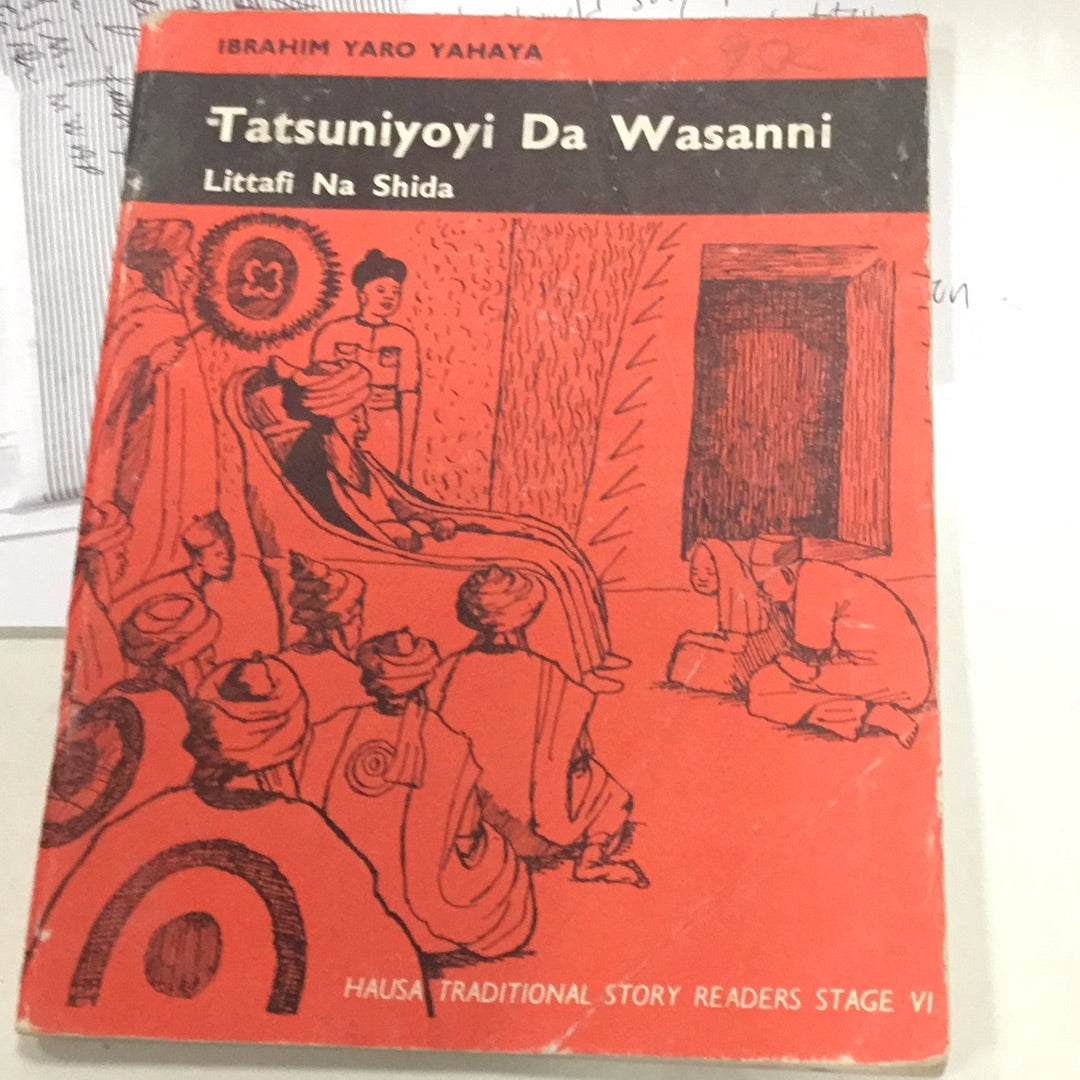 IBRAHIM YARO YAHAYA
Tatsuniyoyi Da Wasanni
Littafi Na Shida
HAUSA TRADITIONAL STORY READERS STAGE VI